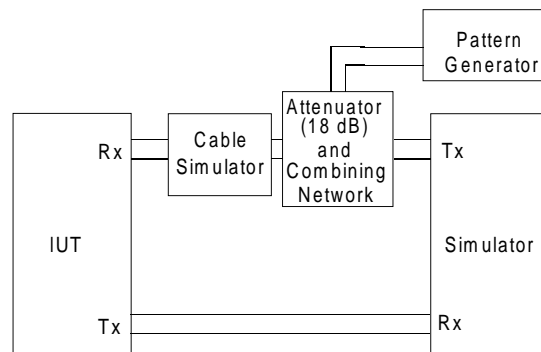 Pattern
Generator
Attenuator
(18 dB)
and
Combining
Network
Rx
Cable
Simulator
Tx
IUT
Simulator
Tx
Rx